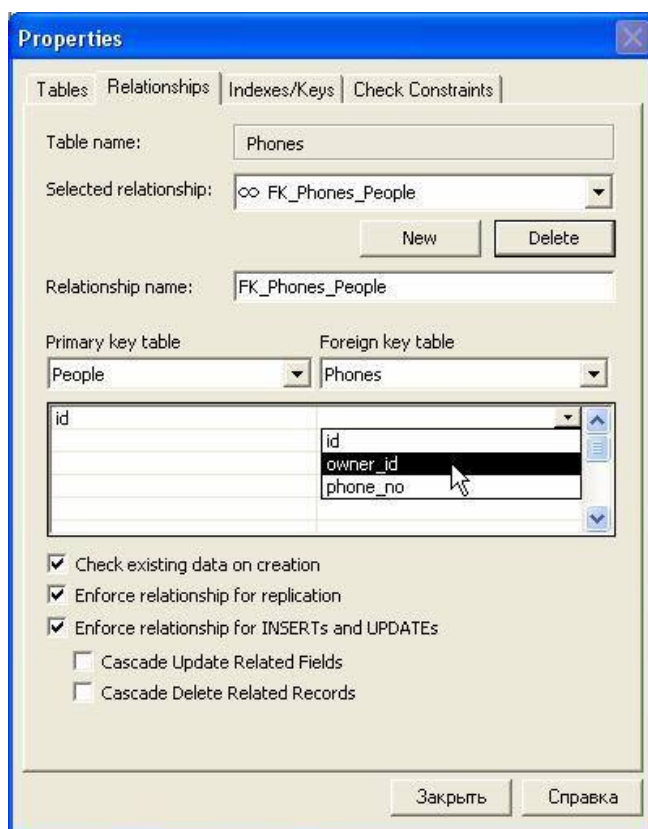 Properties
Tables Relationships Indexes/Keys Check Constraints
Table name: Phones
Selected relationship: ∞ FK_Phones_People
New Delete
Relationship name: FK_Phones_People
Primary key table Foreign key table
People Phones
id
id
owner_id
phone_no
Check existing data on creation
Enforce relationship for replication
Enforce relationship for INSERTs and UPDATEs
Cascade Update Related Fields
Cascade Delete Related Records
Закрыть Справка